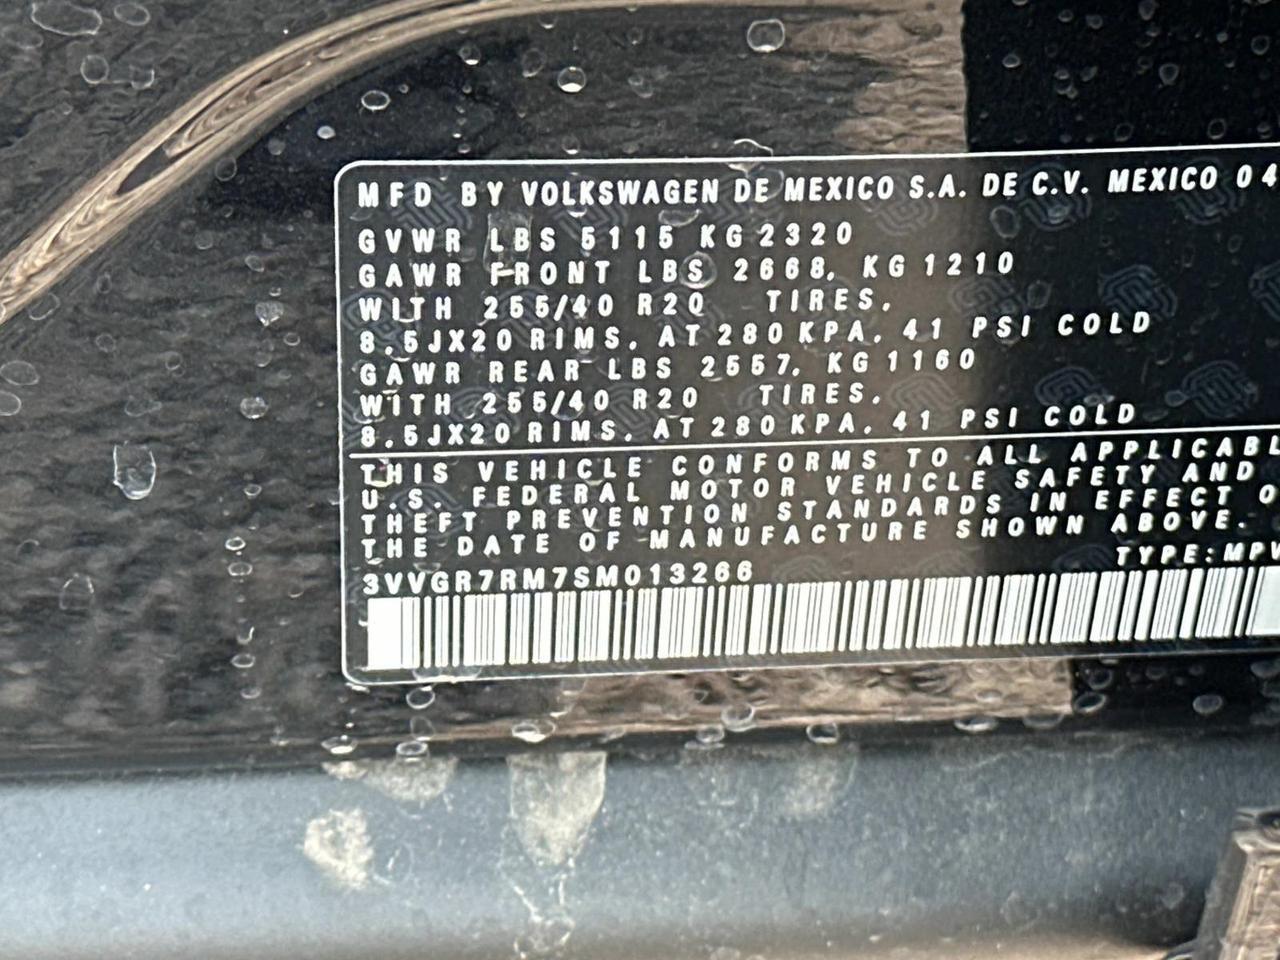 MFD BY VOLKSWAGEN DE MEXICO S.A. DE C.V. MEXICO 04
GVWR LBS 5115 KG 2320
GAWR FRONT LBS 2668, KG 1210
WITH 255/40 R20 TIRES,
8.5JX20 RIMS, AT 280 KPA, 41 PSI COLD
GAWR REAR LBS 2557, KG 1160
WITH 255/40 R20 TIRES,
8.5JX20 RIMS, AT 280 KPA, 41 PSI COLD
THIS VEHICLE CONFORMS TO ALL APPLICABL
U.S. FEDERAL MOTOR VEHICLE SAFETY AND
THEFT PREVENTION STANDARDS IN EFFECT O
THE DATE OF MANUFACTURE SHOWN ABOVE.
TYPE:MPV
3VVGR7RM7SM013266